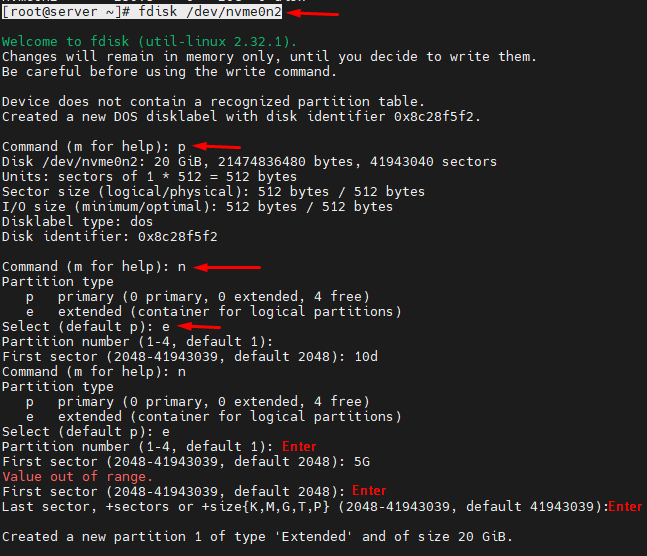 [root@server ~]# fdisk /dev/nvme0n2
Welcome to fdisk (util-linux 2.32.1).
Changes will remain in memory only, until you decide to write them.
Be careful before using the write command.
Device does not contain a recognized partition table.
Created a new DOS disklabel with disk identifier 0x8c28f5f2.
Command (m for help): p
Disk /dev/nvme0n2: 20 GiB, 21474836480 bytes, 41943040 sectors
Units: sectors of 1 * 512 = 512 bytes
Sector size (logical/physical): 512 bytes / 512 bytes
I/O size (minimum/optimal): 512 bytes / 512 bytes
Disklabel type: dos
Disk identifier: 0x8c28f5f2
Command (m for help): n
Partition type
   p   primary (0 primary, 0 extended, 4 free)
   e   extended (container for logical partitions)
Select (default p): e
Partition number (1-4, default 1):
First sector (2048-41943039, default 2048): 10d
Command (m for help): n
Partition type
   p   primary (0 primary, 0 extended, 4 free)
   e   extended (container for logical partitions)
Select (default p): e
Partition number (1-4, default 1): Enter
First sector (2048-41943039, default 2048): 5G
Value out of range.
First sector (2048-41943039, default 2048): Enter
Last sector, +sectors or +size{K,M,G,T,P} (2048-41943039, default 41943039):Enter
Created a new partition 1 of type 'Extended' and of size 20 GiB.